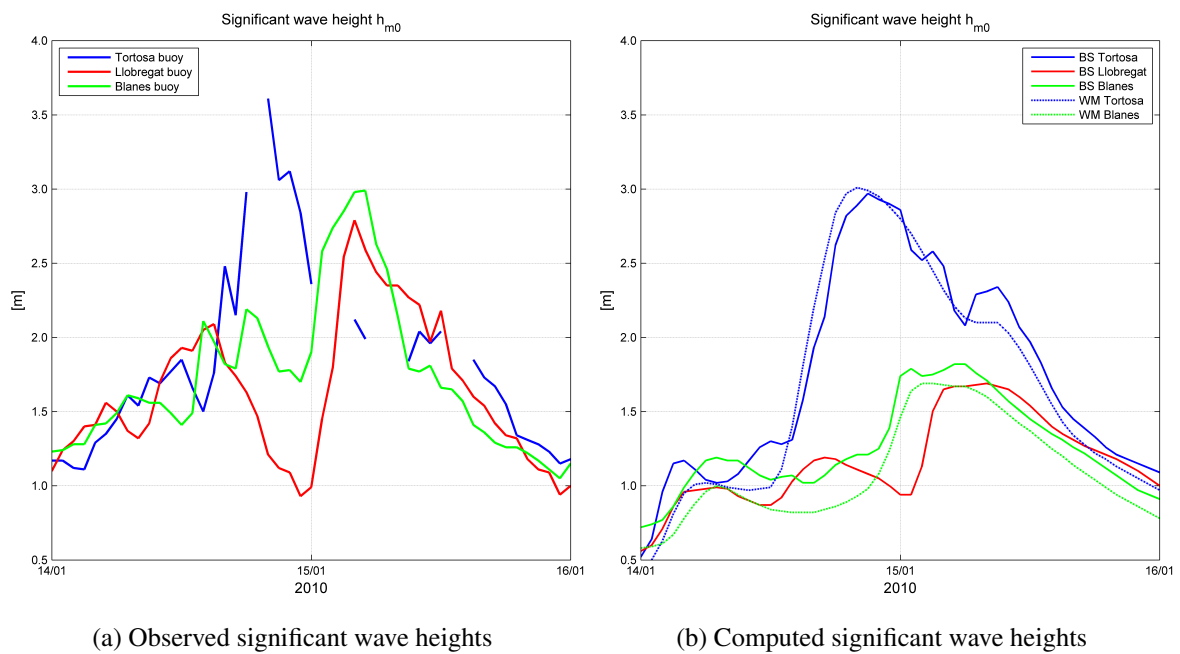 Significant wave height h_m0
4.0
3.5
3.0
2.5
2.0
1.5
1.0
0.5
[m]
Tortosa buoy
Llobregat buoy
Blanes buoy
14/01
15/01
16/01
2010
(a) Observed significant wave heights
Significant wave height h_m0
4.0
3.5
3.0
2.5
2.0
1.5
1.0
0.5
[m]
BS Tortosa
BS Llobregat
BS Blanes
WM Tortosa
WM Blanes
14/01
15/01
16/01
2010
(b) Computed significant wave heights